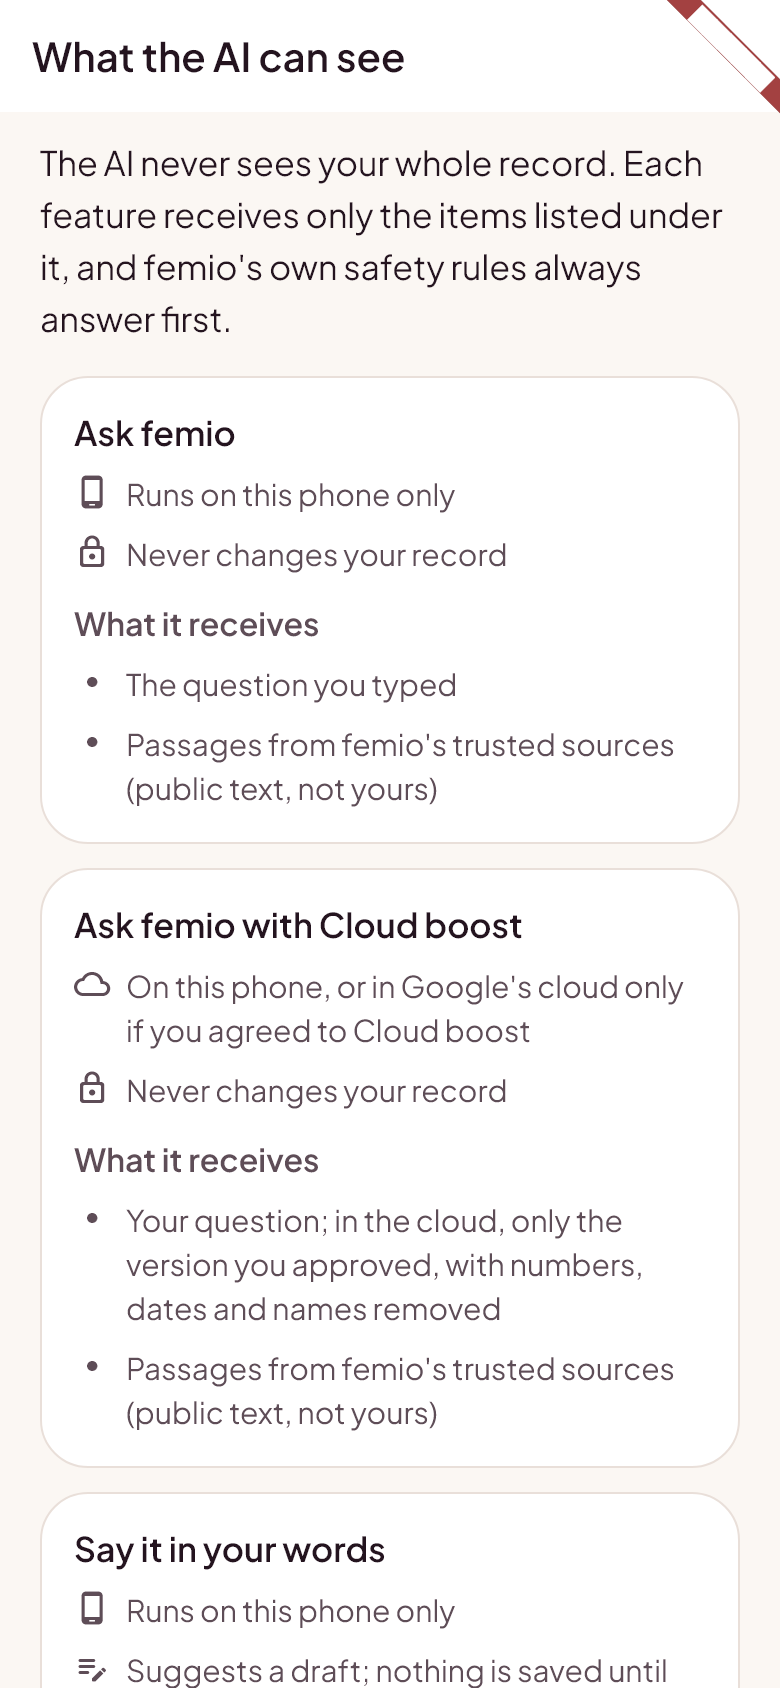 What the AI can see
The AI never sees your whole record. Each
feature receives only the items listed under
it, and femio's own safety rules always
answer first.
Ask femio
Runs on this phone only
Never changes your record
What it receives
• The question you typed
• Passages from femio's trusted sources
(public text, not yours)
Ask femio with Cloud boost
On this phone, or in Google's cloud only
if you agreed to Cloud boost
Never changes your record
What it receives
• Your question; in the cloud, only the
version you approved, with numbers,
dates and names removed
• Passages from femio's trusted sources
(public text, not yours)
Say it in your words
Runs on this phone only
Suggests a draft; nothing is saved until